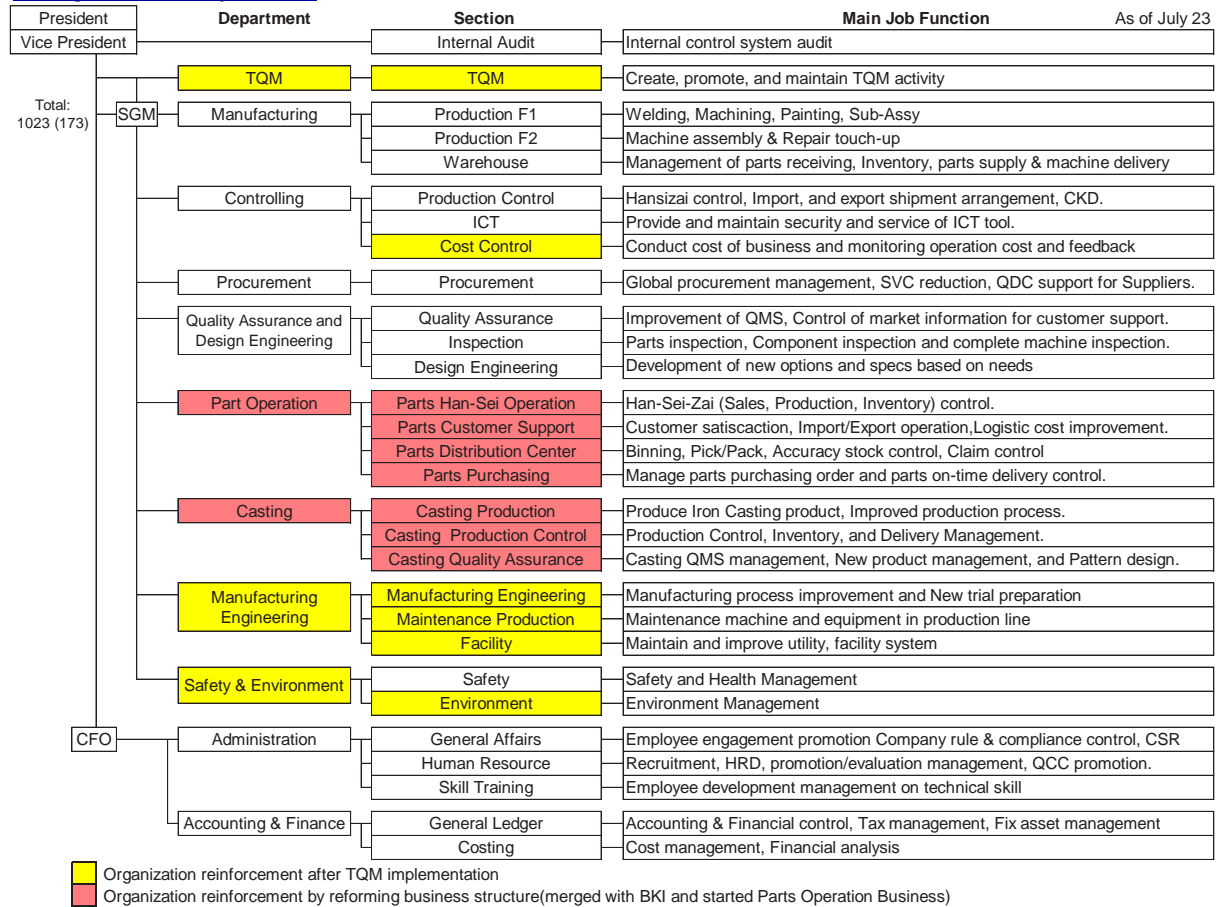 President Department Section Main Job Function As of July 23
Vice President Internal Audit Internal control system audit
TQM TQM Create, promote, and maintain TQM activity
Total:
1023 (173)
SGM Manufacturing Production F1 Welding, Machining, Painting, Sub-Assy
Production F2 Machine assembly & Repair touch-up
Warehouse Management of parts receiving, Inventory, parts supply & machine delivery
Controlling Production Control Hansizai control, Import, and export shipment arrangement, CKD.
ICT Provide and maintain security and service of ICT tool.
Cost Control Conduct cost of business and monitoring operation cost and feedback
Procurement Procurement Global procurement management, SVC reduction, QDC support for Suppliers.
Quality Assurance and
Design Engineering
Quality Assurance Improvement of QMS, Control of market information for customer support.
Inspection Parts inspection, Component inspection and complete machine inspection.
Design Engineering Development of new options and specs based on needs
Part Operation Parts Han-Sei Operation Han-Sei-Zai (Sales, Production, Inventory) control.
Parts Customer Support Customer satiscaction, Import/Export operation,Logistic cost improvement.
Parts Distribution Center Binning, Pick/Pack, Accuracy stock control, Claim control
Parts Purchasing Manage parts purchasing order and parts on-time delivery control.
Casting Casting Production Produce Iron Casting product, Improved production process.
Casting Production Control Production Control, Inventory, and Delivery Management.
Casting Quality Assurance Casting QMS management, New product management, and Pattern design.
Manufacturing
Engineering
Manufacturing Engineering Manufacturing process improvement and New trial preparation
Maintenance Production Maintenance machine and equipment in production line
Facility Maintain and improve utility, facility system
Safety & Environment Safety Safety and Health Management
Environment Environment Management
CFO Administration General Affairs Employee engagement promotion Company rule & compliance control, CSR
Human Resource Recruitment, HRD, promotion/evaluation management, QCC promotion.
Skill Training Employee development management on technical skill
Accounting & Finance General Ledger Accounting & Financial control, Tax management, Fix asset management
Costing Cost management, Financial analysis
Organization reinforcement after TQM implementation
Organization reinforcement by reforming business structure(merged with BKI and started Parts Operation Business)